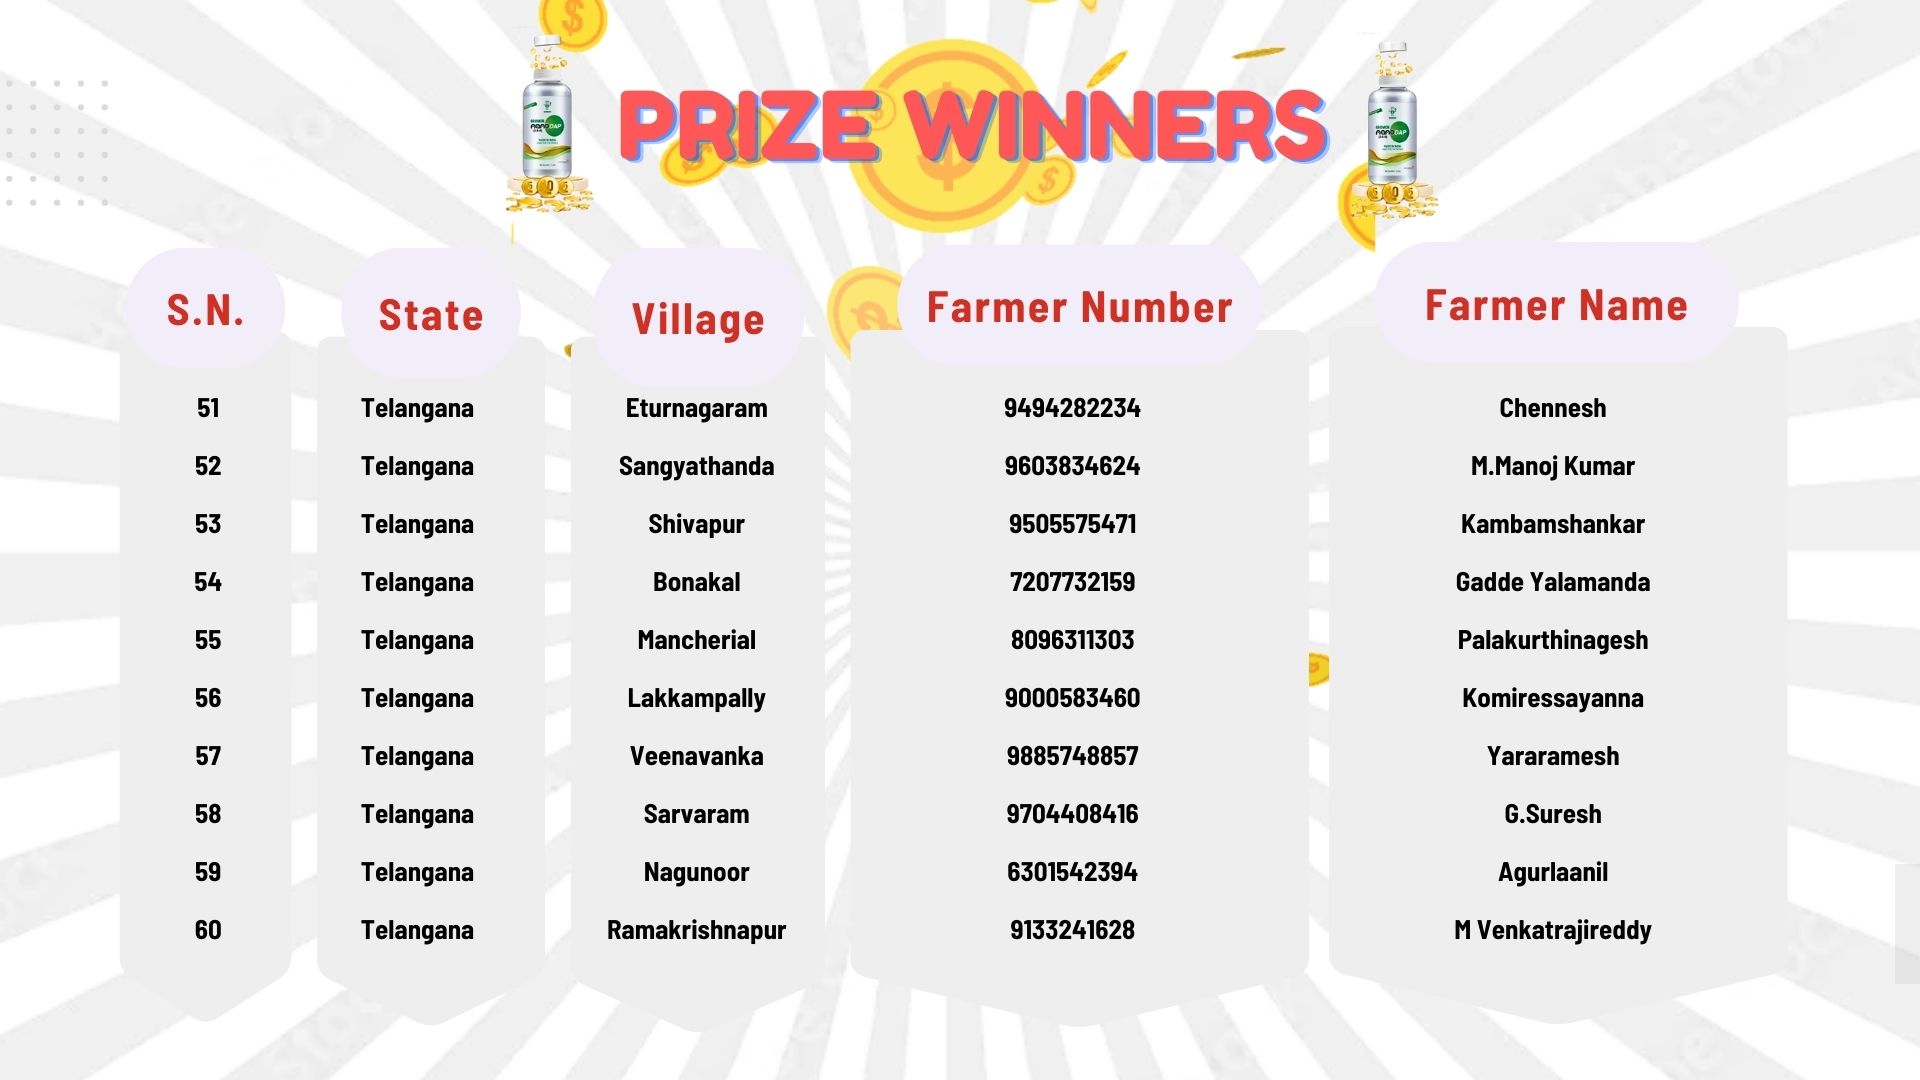 PRIZE WINNERS
nanoDAP
nanoDAP
S.N. State Village Farmer Number Farmer Name
51 Telangana Eturnagaram 9494282234 Chennesh
52 Telangana Sangyathanda 9603834624 M.Manoj Kumar
53 Telangana Shivapur 9505575471 Kambamshankar
54 Telangana Bonakal 7207732159 Gadde Yalamanda
55 Telangana Mancherial 8096311303 Palakurthinagesh
56 Telangana Lakkampally 9000583460 Komiressayanna
57 Telangana Veenavanka 9885748857 Yararamesh
58 Telangana Sarvaram 9704408416 G.Suresh
59 Telangana Nagunoor 6301542394 Agurlaanil
60 Telangana Ramakrishnapur 9133241628 M Venkatrajireddy